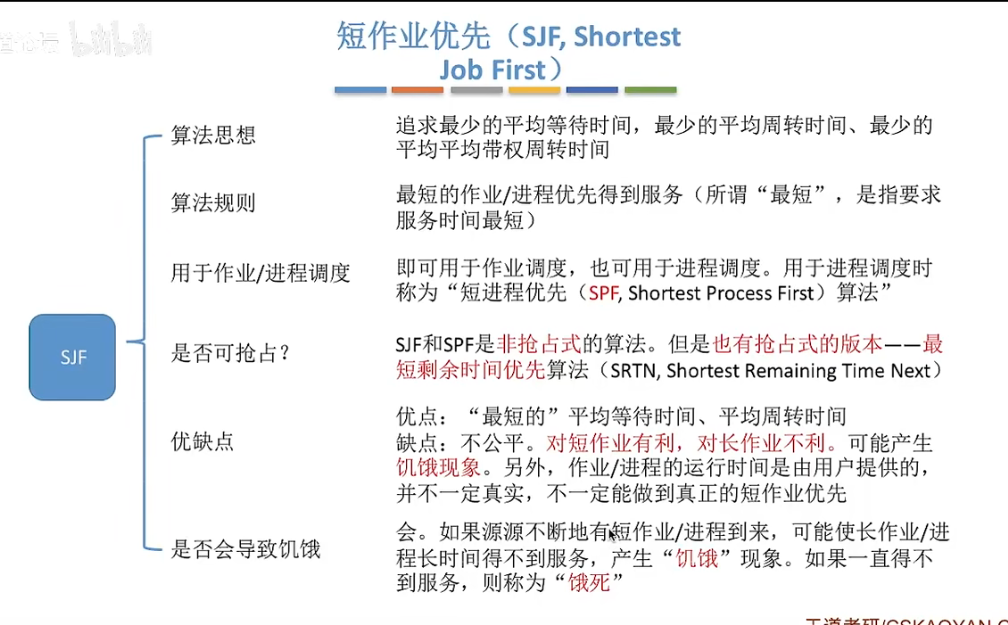 短作业优先（SJF, Shortest
Job First）
算法思想
追求最少的平均等待时间，最少的平均周转时间、最少的
平均平均带权周转时间
算法规则
最短的作业/进程优先得到服务（所谓“最短”，是指要求
服务时间最短）
用于作业/进程调度
即可用于作业调度，也可用于进程调度。用于进程调度时
称为“短进程优先（SPF, Shortest Process First）算法”
SJF
是否可抢占？
SJF和SPF是非抢占式的算法。但是也有抢占式的版本——最
短剩余时间优先算法（SRTN, Shortest Remaining Time Next）
优缺点
优点：“最短的”平均等待时间、平均周转时间
缺点：不公平。对短作业有利，对长作业不利。可能产生
饥饿现象。另外，作业/进程的运行时间是由用户提供的，
并不一定真实，不一定能做到真正的短作业优先
是否会导致饥饿
会。如果源源不断地有短作业/进程到来，可能使长作业/进
程长时间得不到服务，产生“饥饿”现象。如果一直得不
到服务，则称为“饿死”